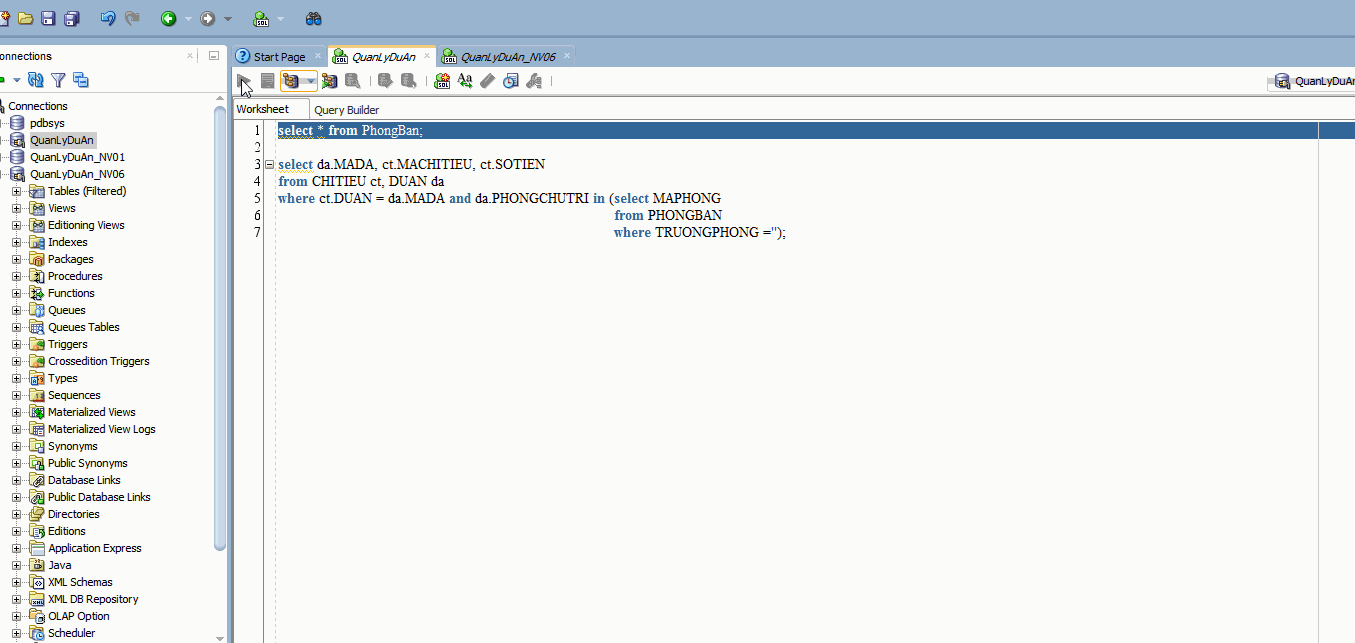 onnections
Start Page
QuanLyDuAn
QuanLyDuAn_NV06
QuanLyDuAn
Worksheet
Query Builder
Connections
pdbsys
QuanLyDuAn
QuanLyDuAn_NV01
QuanLyDuAn_NV06
Tables (Filtered)
Views
Editioning Views
Indexes
Packages
Procedures
Functions
Queues
Queues Tables
Triggers
Crossedition Triggers
Types
Sequences
Materialized Views
Materialized View Logs
Synonyms
Public Synonyms
Database Links
Public Database Links
Directories
Editions
Application Express
Java
XML Schemas
XML DB Repository
OLAP Option
Scheduler
1 select * from PhongBan;
2
3 select da.MADA, ct.MACHITIEU, ct.SOTIEN
4 from CHITIEU ct, DUAN da
5 where ct.DUAN = da.MADA and da.PHONGCHUTRI in (select MAPHONG
6 from PHONGBAN
7 where TRUONGPHONG ='');